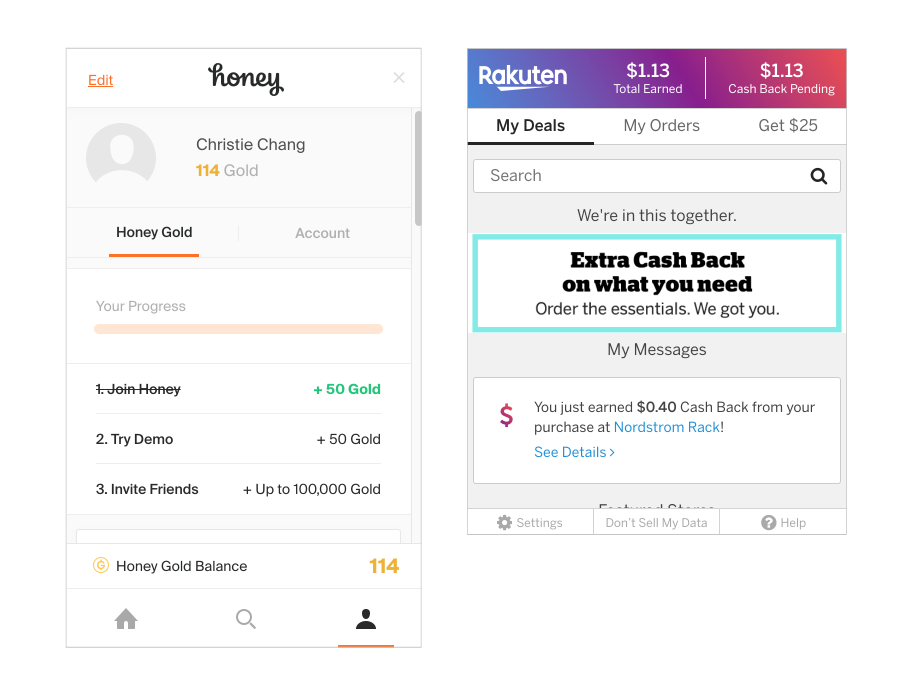 Edit
honey
Christie Chang
114 Gold
Honey Gold
Account
Your Progress
1. Join Honey
+ 50 Gold
2. Try Demo
+ 50 Gold
3. Invite Friends
+ Up to 100,000 Gold
Honey Gold Balance
114
Rakuten
$1.13
Total Earned
$1.13
Cash Back Pending
My Deals
My Orders
Get $25
Search
We're in this together.
Extra Cash Back
on what you need
Order the essentials. We got you.
My Messages
$
You just earned $0.40 Cash Back from your
purchase at Nordstrom Rack!
See Details ›
Featured Stores
Settings
Don't Sell My Data
Help